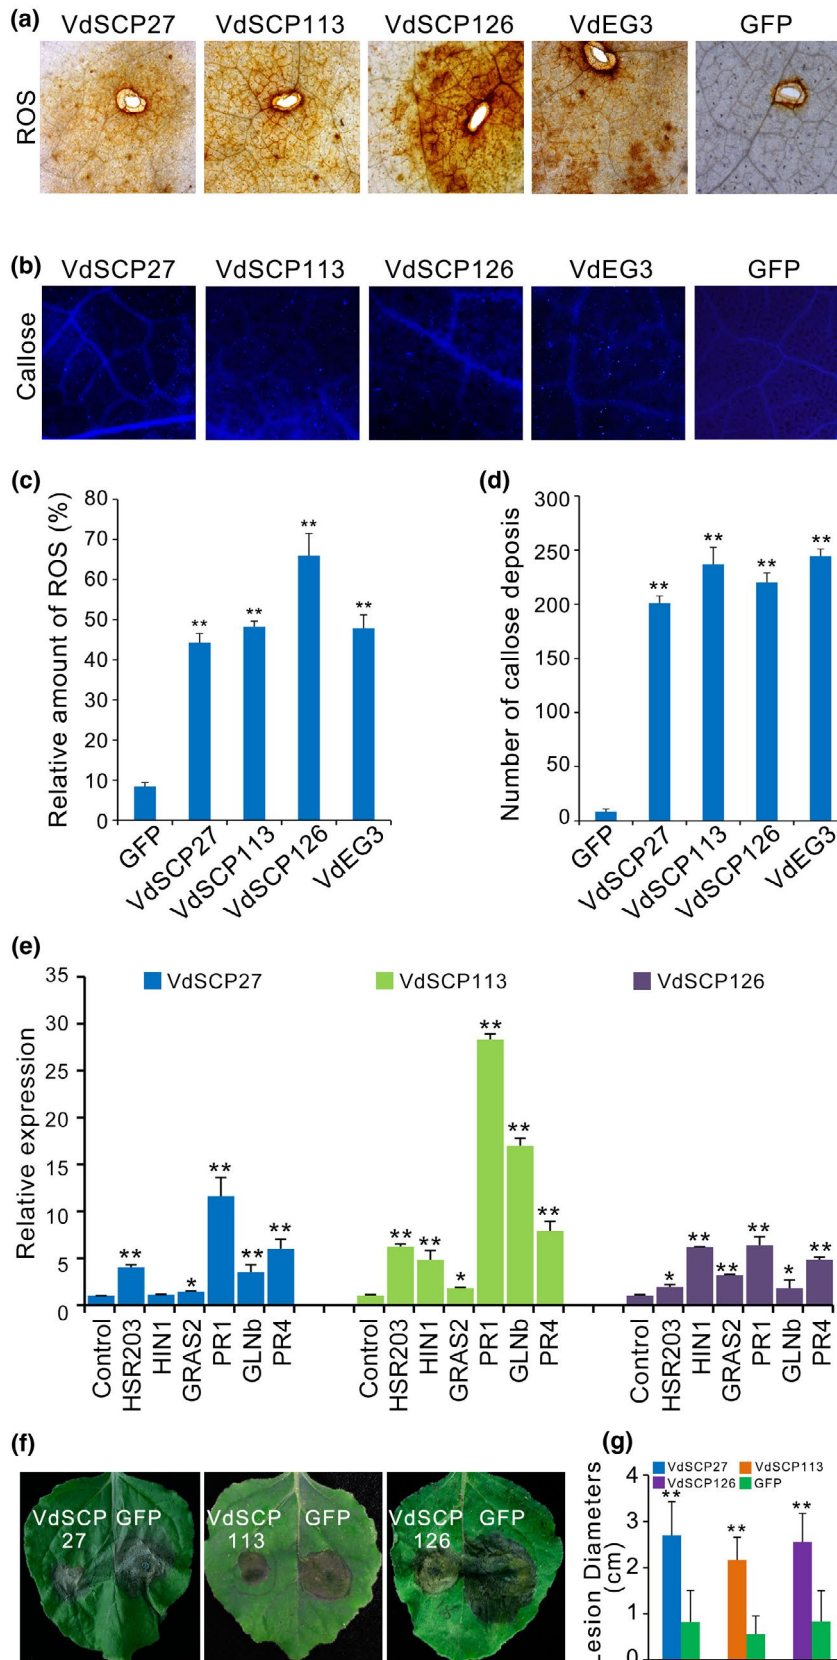 (a)
VdSCP27 VdSCP113 VdSCP126 VdEG3 GFP
ROS
(b)
VdSCP27 VdSCP113 VdSCP126 VdEG3 GFP
Callose
(c)
Relative amount of ROS (%)
80
70
60
50
40
30
20
10
0
** ** ** **
GFP VdSCP27 VdSCP113 VdSCP126 VdEG3
(d)
Number of callose deposis
300
250
200
150
100
50
0
** ** ** **
GFP VdSCP27 VdSCP113 VdSCP126 VdEG3
(e)
Relative expression
35
30
25
20
15
10
5
0
VdSCP27 VdSCP113 VdSCP126
** * ** ** **
** ** * ** ** **
* ** ** ** * **
Control HSR203 HIN1 GRAS2 PR1 GLNb PR4
Control HSR203 HIN1 GRAS2 PR1 GLNb PR4
Control HSR203 HIN1 GRAS2 PR1 GLNb PR4
(f)
VdSCP GFP
27
VdSCP GFP
113
VdSCP GFP
126
(g)
VdSCP27 VdSCP113
VdSCP126 GFP
Lesion Diameters
(cm)
4
3
2
1
0
** ** **